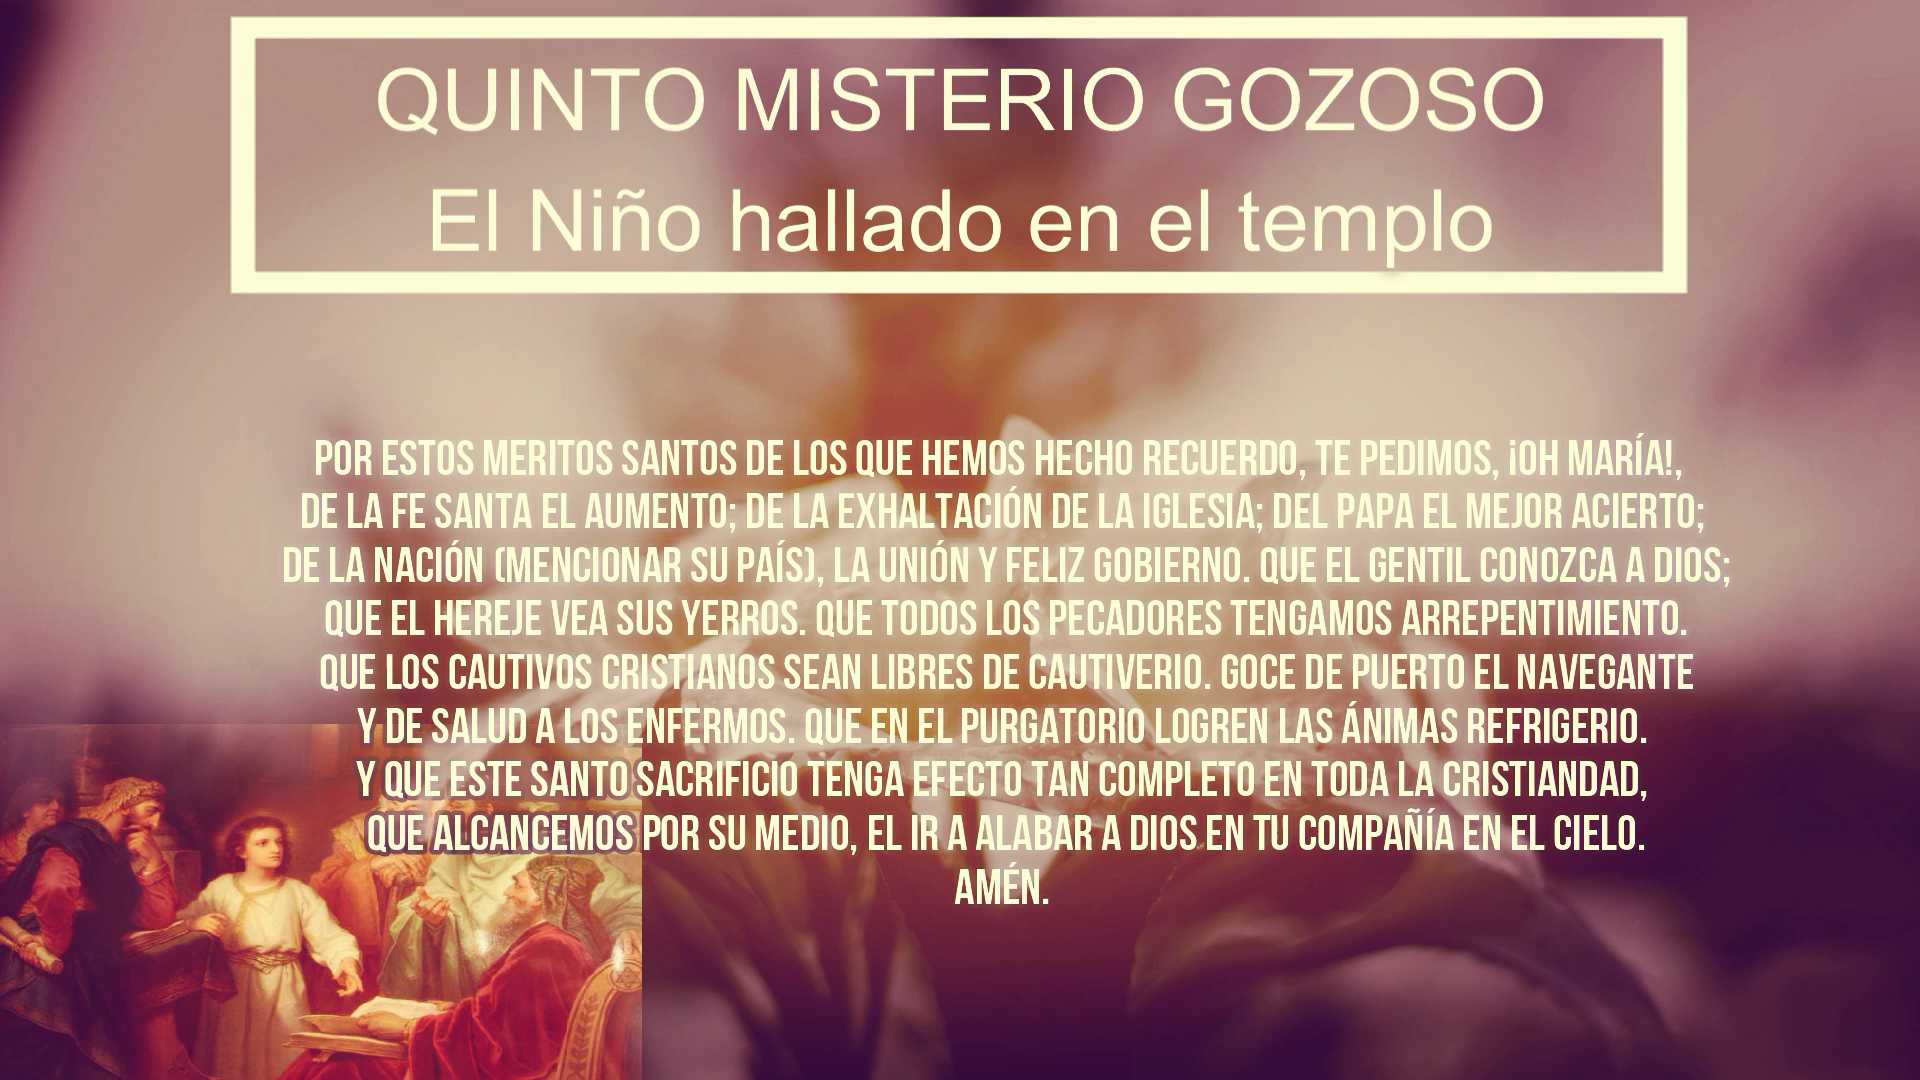 QUINTO MISTERIO GOZOSO
El Niño hallado en el templo
POR ESTOS MERITOS SANTOS DE LOS QUE HEMOS HECHO RECUERDO, TE PEDIMOS, ¡OH MARÍA!,
DE LA FE SANTA EL AUMENTO; DE LA EXHALTACIÓN DE LA IGLESIA; DEL PAPA EL MEJOR ACIERTO;
DE LA NACIÓN (MENCIONAR SU PAÍS), LA UNIÓN Y FELIZ GOBIERNO. QUE EL GENTIL CONOZCA A DIOS;
QUE EL HEREJE VEA SUS YERROS. QUE TODOS LOS PECADORES TENGAMOS ARREPENTIMIENTO.
QUE LOS CAUTIVOS CRISTIANOS SEAN LIBRES DE CAUTIVERIO. GOCE DE PUERTO EL NAVEGANTE
Y DE SALUD A LOS ENFERMOS. QUE EN EL PURGATORIO LOGREN LAS ÁNIMAS REFRIGERIO.
Y QUE ESTE SANTO SACRIFICIO TENGA EFECTO TAN COMPLETO EN TODA LA CRISTIANDAD,
QUE ALCANCEMOS POR SU MEDIO, EL IR A ALABAR A DIOS EN TU COMPAÑÍA EN EL CIELO.
AMÉN.